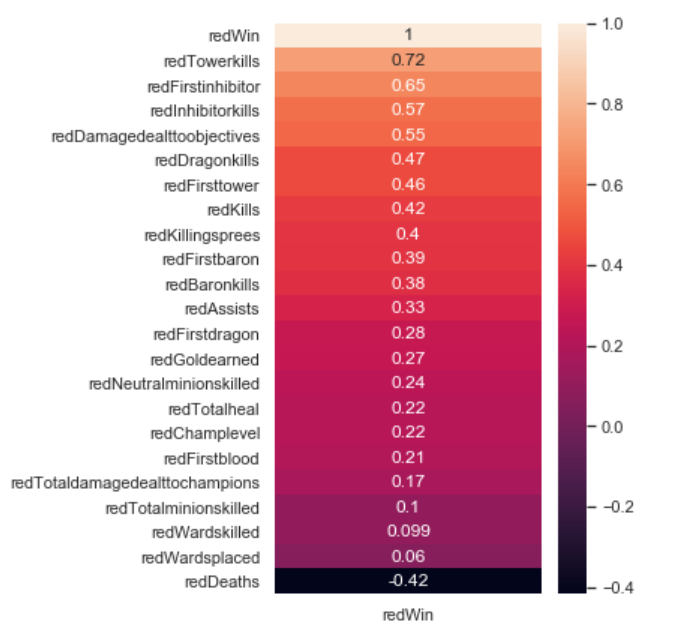 redWin 1
redTowerkills 0.72
redFirstinhibitor 0.65
redInhibitorkills 0.57
redDamagedealttoobjectives 0.55
redDragonkills 0.47
redFirsttower 0.46
redKills 0.42
redKillingsprees 0.4
redFirstbaron 0.39
redBaronkills 0.38
redAssists 0.33
redFirstdragon 0.28
redGoldearned 0.27
redNeutralminionskilled 0.24
redTotalheal 0.22
redChamplevel 0.22
redFirstblood 0.21
redTotaldamagedealttochampions 0.17
redTotalminionskilled 0.1
redWardskilled 0.099
redWardsplaced 0.06
redDeaths -0.42
redWin
1.0
0.8
0.6
0.4
0.2
0.0
−0.2
−0.4